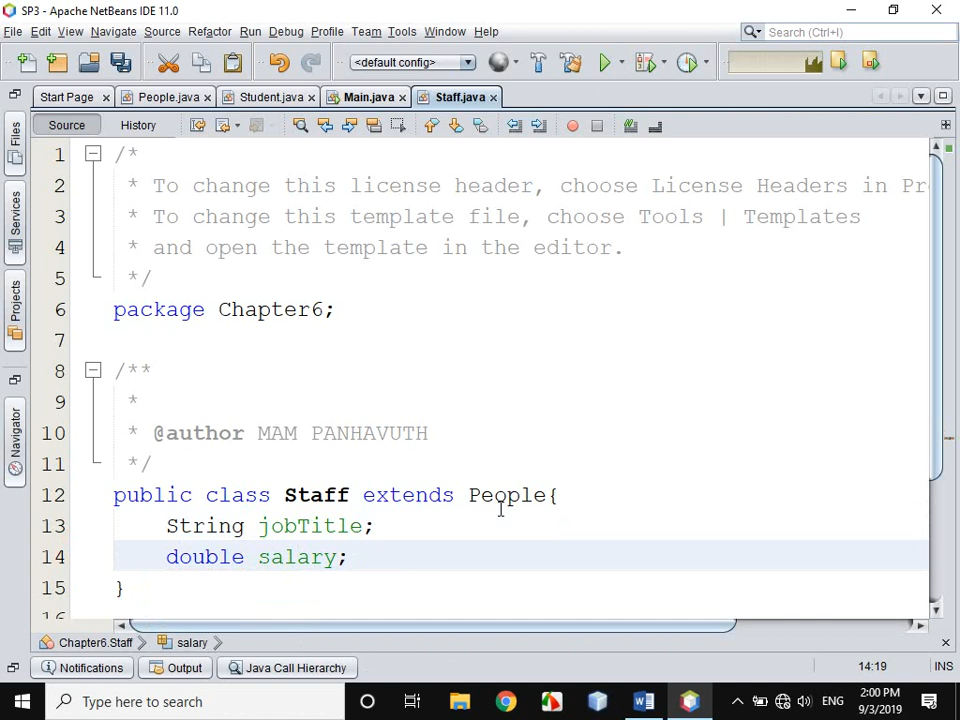 SP3 - Apache NetBeans IDE 11.0
File Edit View Navigate Source Refactor Run Debug Profile Team Tools Window Help
Search (Ctrl+I)
<default config>
Start Page People.java Student.java Main.java Staff.java
Source History
Files
Services
Projects
Navigator
1 /*
2 * To change this license header, choose License Headers in Pr
3 * To change this template file, choose Tools | Templates
4 * and open the template in the editor.
5 */
6 package Chapter6;
7
8 /**
9 *
10 * @author MAM PANHAVUTH
11 */
12 public class Staff extends People{
13 String jobTitle;
14 double salary;
15 }
16
Chapter6.Staff salary
Notifications Output Java Call Hierarchy
14:19 INS
Type here to search
ENG
2:00 PM
9/3/2019